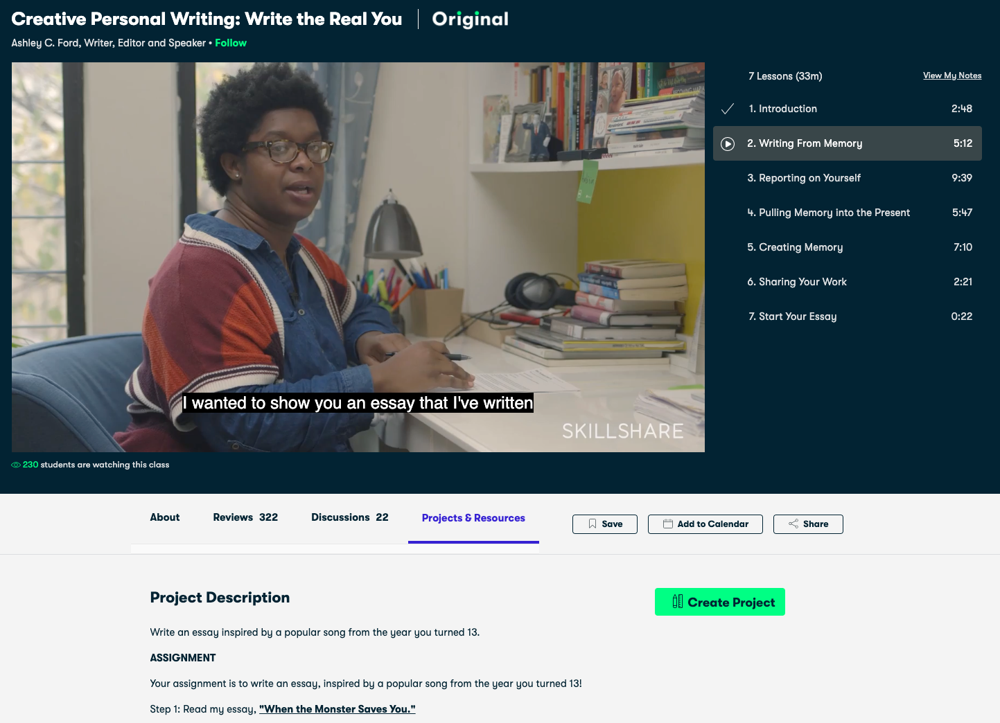 Creative Personal Writing: Write the Real You
Original
Ashley C. Ford, Writer, Editor and Speaker • Follow
I wanted to show you an essay that I've written
SKILLSHARE
230 students are watching this class
7 Lessons (33m)
View My Notes
1. Introduction 2:48
2. Writing From Memory 5:12
3. Reporting on Yourself 9:39
4. Pulling Memory into the Present 5:47
5. Creating Memory 7:10
6. Sharing Your Work 2:21
7. Start Your Essay 0:22
About
Reviews 322
Discussions 22
Projects & Resources
Save
Add to Calendar
Share
Project Description
Create Project
Write an essay inspired by a popular song from the year you turned 13.
ASSIGNMENT
Your assignment is to write an essay, inspired by a popular song from the year you turned 13!
Step 1: Read my essay, "When the Monster Saves You."